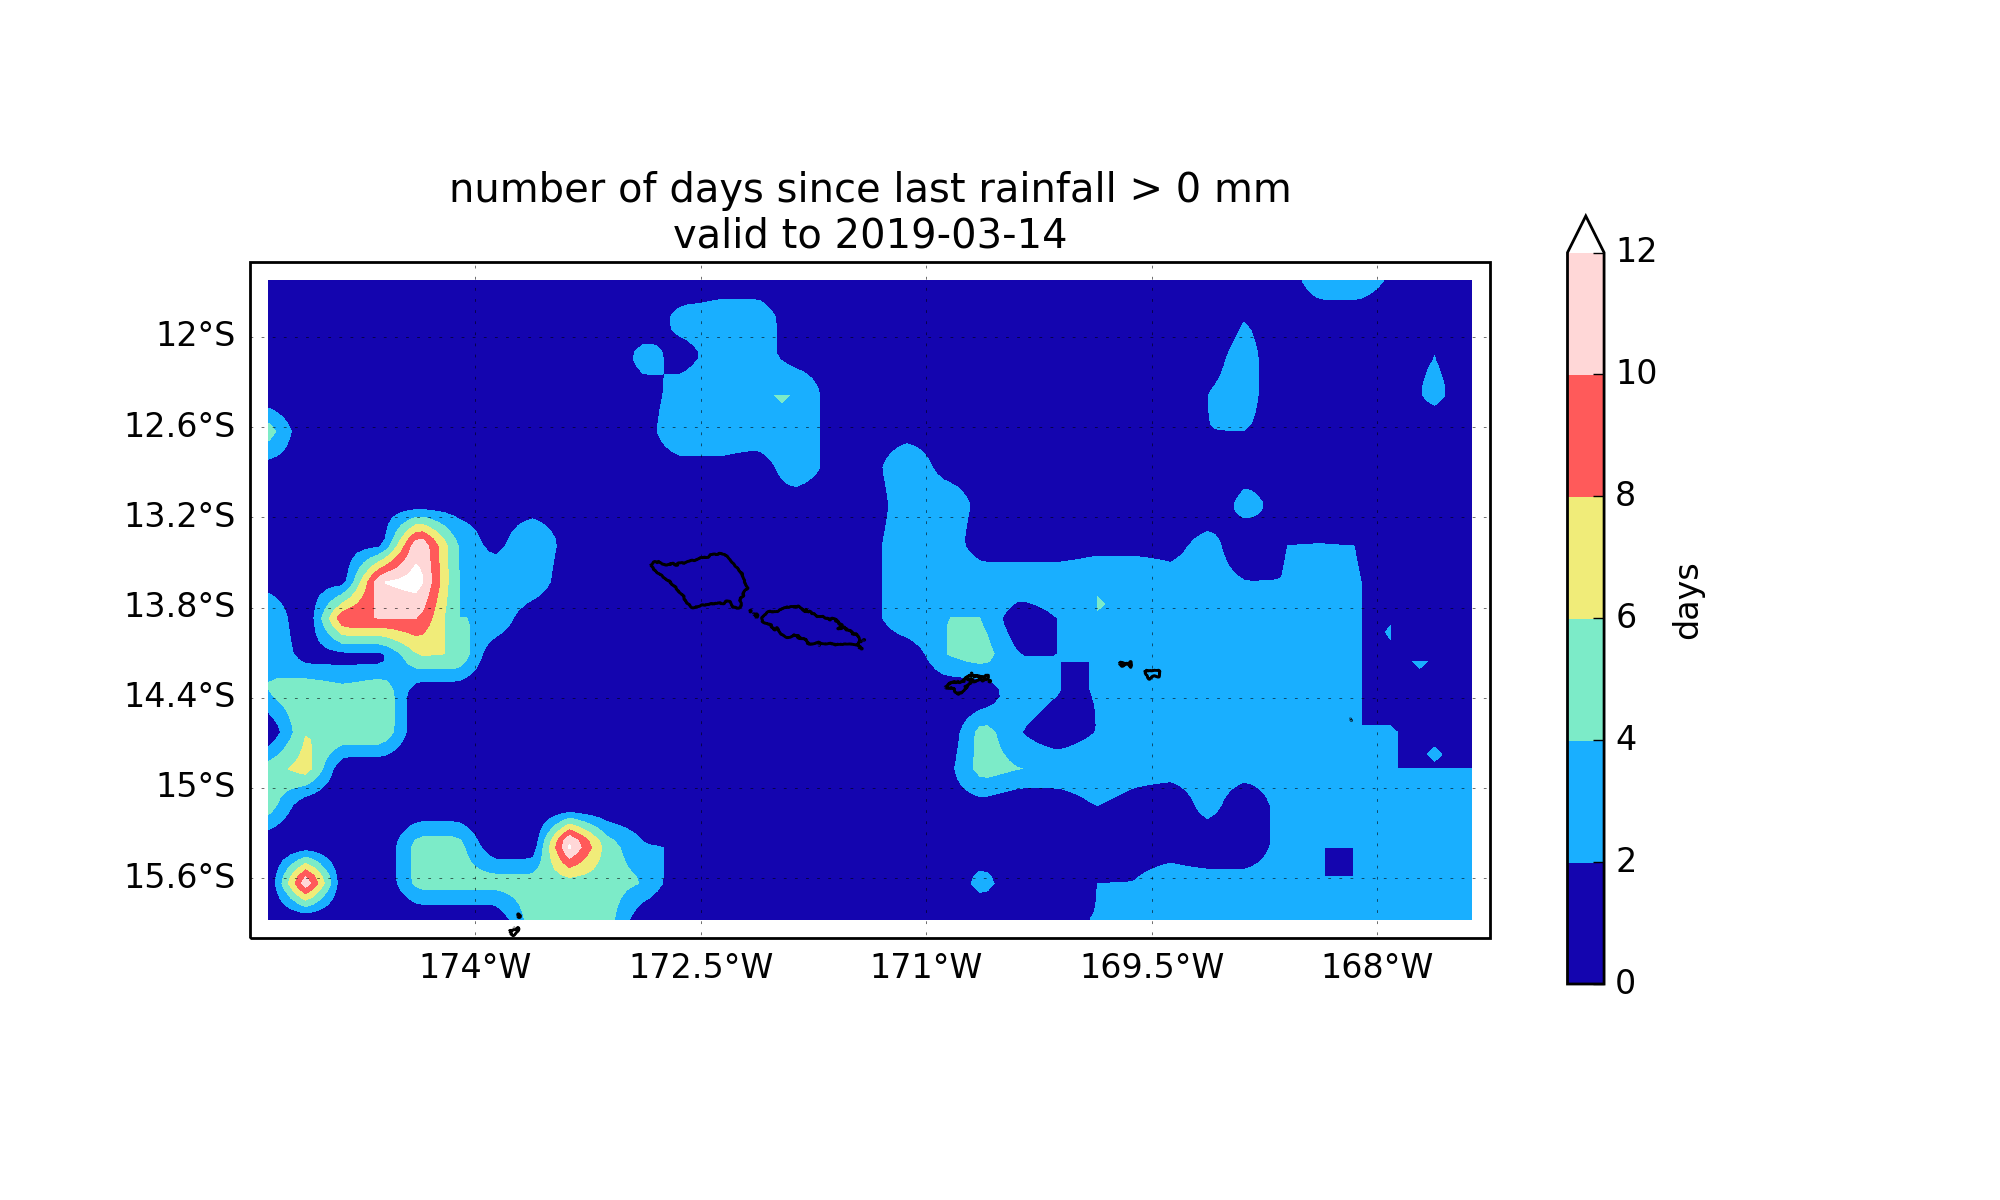 number of days since last rainfall > 0 mm
valid to 2019-03-14
12°S
12.6°S
13.2°S
13.8°S
14.4°S
15°S
15.6°S
174°W
172.5°W
171°W
169.5°W
168°W
12
10
8
6
4
2
0
days